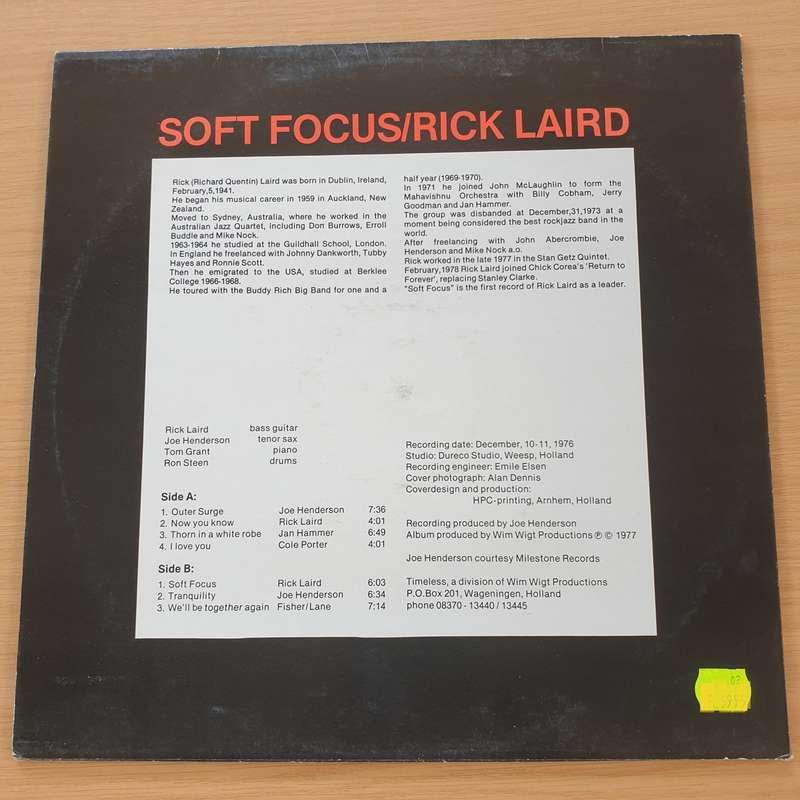 SOFT FOCUS/RICK LAIRD
Rick (Richard Quentin) Laird was born in Dublin, Ireland,
February,5,1941.
He began his musical career in 1959 in Auckland, New
Zealand.
Moved to Sydney, Australia, where he worked in the
Australian Jazz Quartet, including Don Burrows, Erroll
Buddle and Mike Nock.
1963-1964 he studied at the Guildhall School, London.
In England he freelanced with Johnny Dankworth, Tubby
Hayes and Ronnie Scott.
Then he emigrated to the USA, studied at Berklee
College 1966-1968.
He toured with the Buddy Rich Big Band for one and a
half year (1969-1970).
In 1971 he joined John McLaughlin to form the
Mahavishnu Orchestra with Billy Cobham, Jerry
Goodman and Jan Hammer.
The group was disbanded at December,31,1973 at a
moment being considered the best rockjazz band in the
world.
After freelancing with John Abercrombie, Joe
Henderson and Mike Nock a.o.
Rick worked in the late 1977 in the Stan Getz Quintet.
February,1978 Rick Laird joined Chick Corea's 'Return to
Forever', replacing Stanley Clarke.
"Soft Focus" is the first record of Rick Laird as a leader.
Rick Laird bass guitar
Joe Henderson tenor sax
Tom Grant piano
Ron Steen drums
Side A:
1. Outer Surge Joe Henderson 7:36
2. Now you know Rick Laird 4:01
3. Thorn in a white robe Jan Hammer 6:49
4. I love you Cole Porter 4:01
Side B:
1. Soft Focus Rick Laird 6:03
2. Tranquility Joe Henderson 6:34
3. We'll be together again Fisher/Lane 7:14
Recording date: December, 10-11, 1976
Studio: Dureco Studio, Weesp, Holland
Recording engineer: Emile Elsen
Cover photograph: Alan Dennis
Coverdesign and production:
HPC-printing, Arnhem, Holland
Recording produced by Joe Henderson
Album produced by Wim Wigt Productions ℗ © 1977
Joe Henderson courtesy Milestone Records
Timeless, a division of Wim Wigt Productions
P.O.Box 201, Wageningen, Holland
phone 08370 - 13440 / 13445